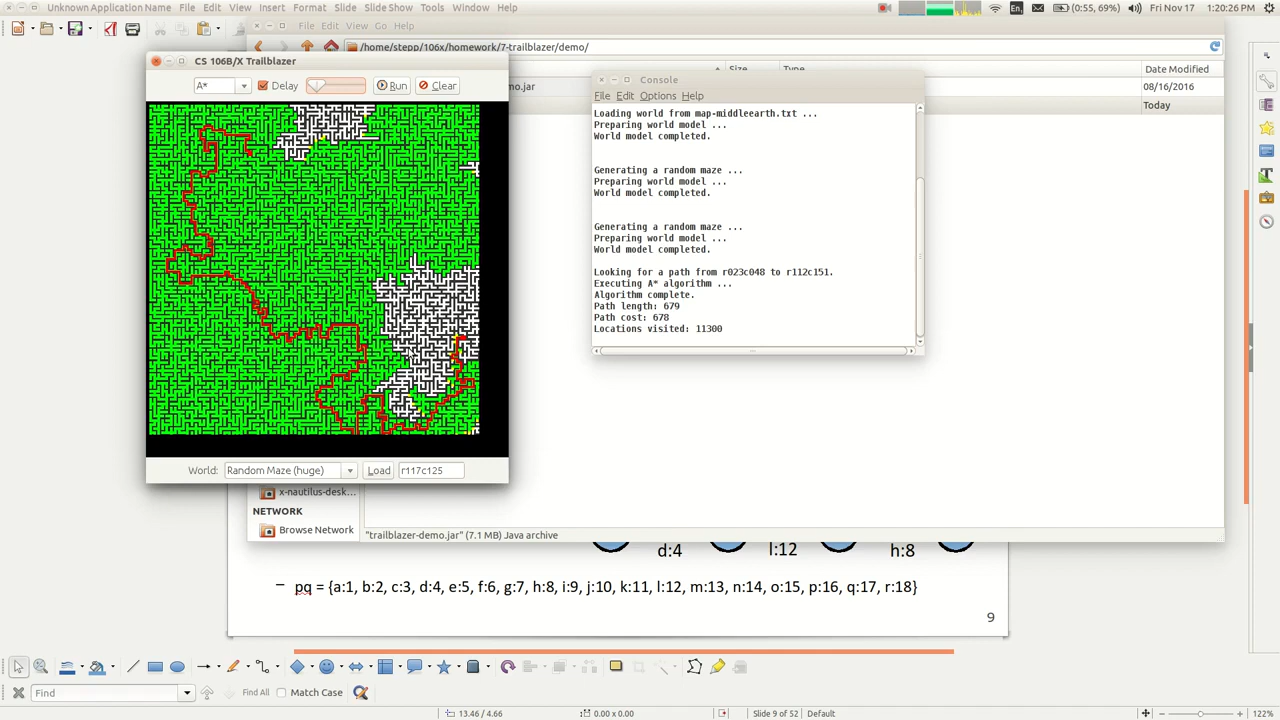 Unknown Application Name File Edit View Insert Format Slide Slide Show Tools Window Help
En (0:55, 69%) Fri Nov 17 1:20:26 PM
File Edit View Go Help
/home/stepp/106x/homework/7-trailblazer/demo/
Size Type Date Modified
mo.jar 08/16/2016
Today
CS 106B/X Trailblazer
A* Delay Run Clear
World: Random Maze (huge) Load r117c125
Console
File Edit Options Help
Loading world from map-middleearth.txt ...
Preparing world model ...
World model completed.
Generating a random maze ...
Preparing world model ...
World model completed.
Generating a random maze ...
Preparing world model ...
World model completed.
Looking for a path from r023c048 to r112c151.
Executing A* algorithm ...
Algorithm complete.
Path length: 679
Path cost: 678
Locations visited: 11300
x-nautilus-desk...
NETWORK
Browse Network
"trailblazer-demo.jar" (7.1 MB) Java archive
d:4 l:12 h:8
– pq = {a:1, b:2, c:3, d:4, e:5, f:6, g:7, h:8, i:9, j:10, k:11, l:12, m:13, n:14, o:15, p:16, q:17, r:18}
9
Find Find All Match Case
13.46 / 4.66 0.00 x 0.00 Slide 9 of 52 Default 122%